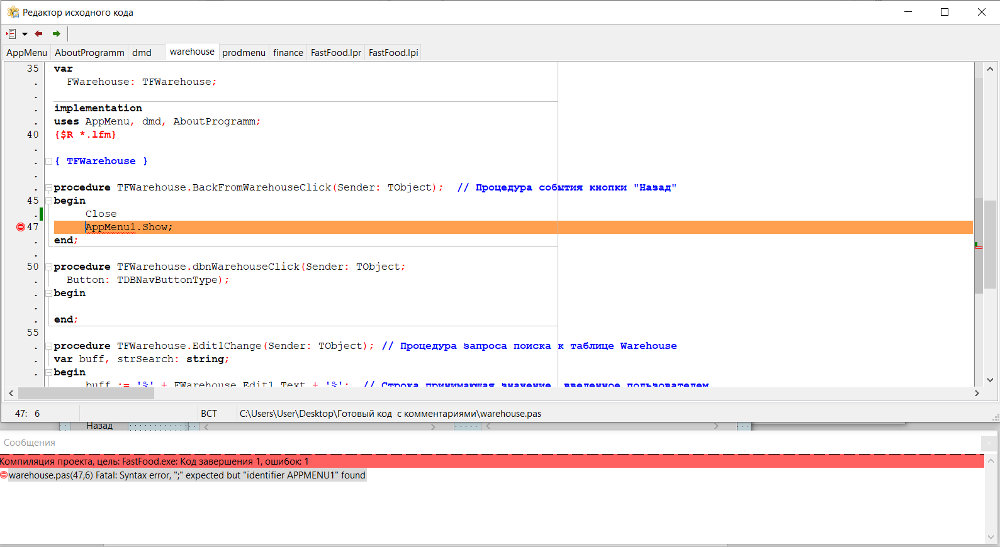 Редактор исходного кода
AppMenu AboutProgramm dmd warehouse prodmenu finance FastFood.lpr FastFood.lpi
35 var
. FWarehouse: TFWarehouse;
.
. implementation
. uses AppMenu, dmd, AboutProgramm;
40 {$R *.lfm}
.
. { TFWarehouse }
.
. procedure TFWarehouse.BackFromWarehouseClick(Sender: TObject); // Процедура события кнопки "Назад"
45 begin
. Close
47 AppMenu1.Show;
. end;
.
50 procedure TFWarehouse.dbnWarehouseClick(Sender: TObject;
. Button: TDBNavButtonType);
. begin
.
. end;
55
. procedure TFWarehouse.Edit1Change(Sender: TObject); // Процедура запроса поиска к таблице Warehouse
. var buff, strSearch: string;
. begin
. buff := '%' + FWarehouse.Edit1.Text + '%'; // Строка принимающая значение, введенное пользователем
47: 6 ВСТ C:\Users\User\Desktop\Готовый код с комментариями\warehouse.pas
Назад
Сообщения
Компиляция проекта, цель: FastFood.exe: Код завершения 1, ошибок: 1
warehouse.pas(47,6) Fatal: Syntax error, ";" expected but "identifier APPMENU1" found